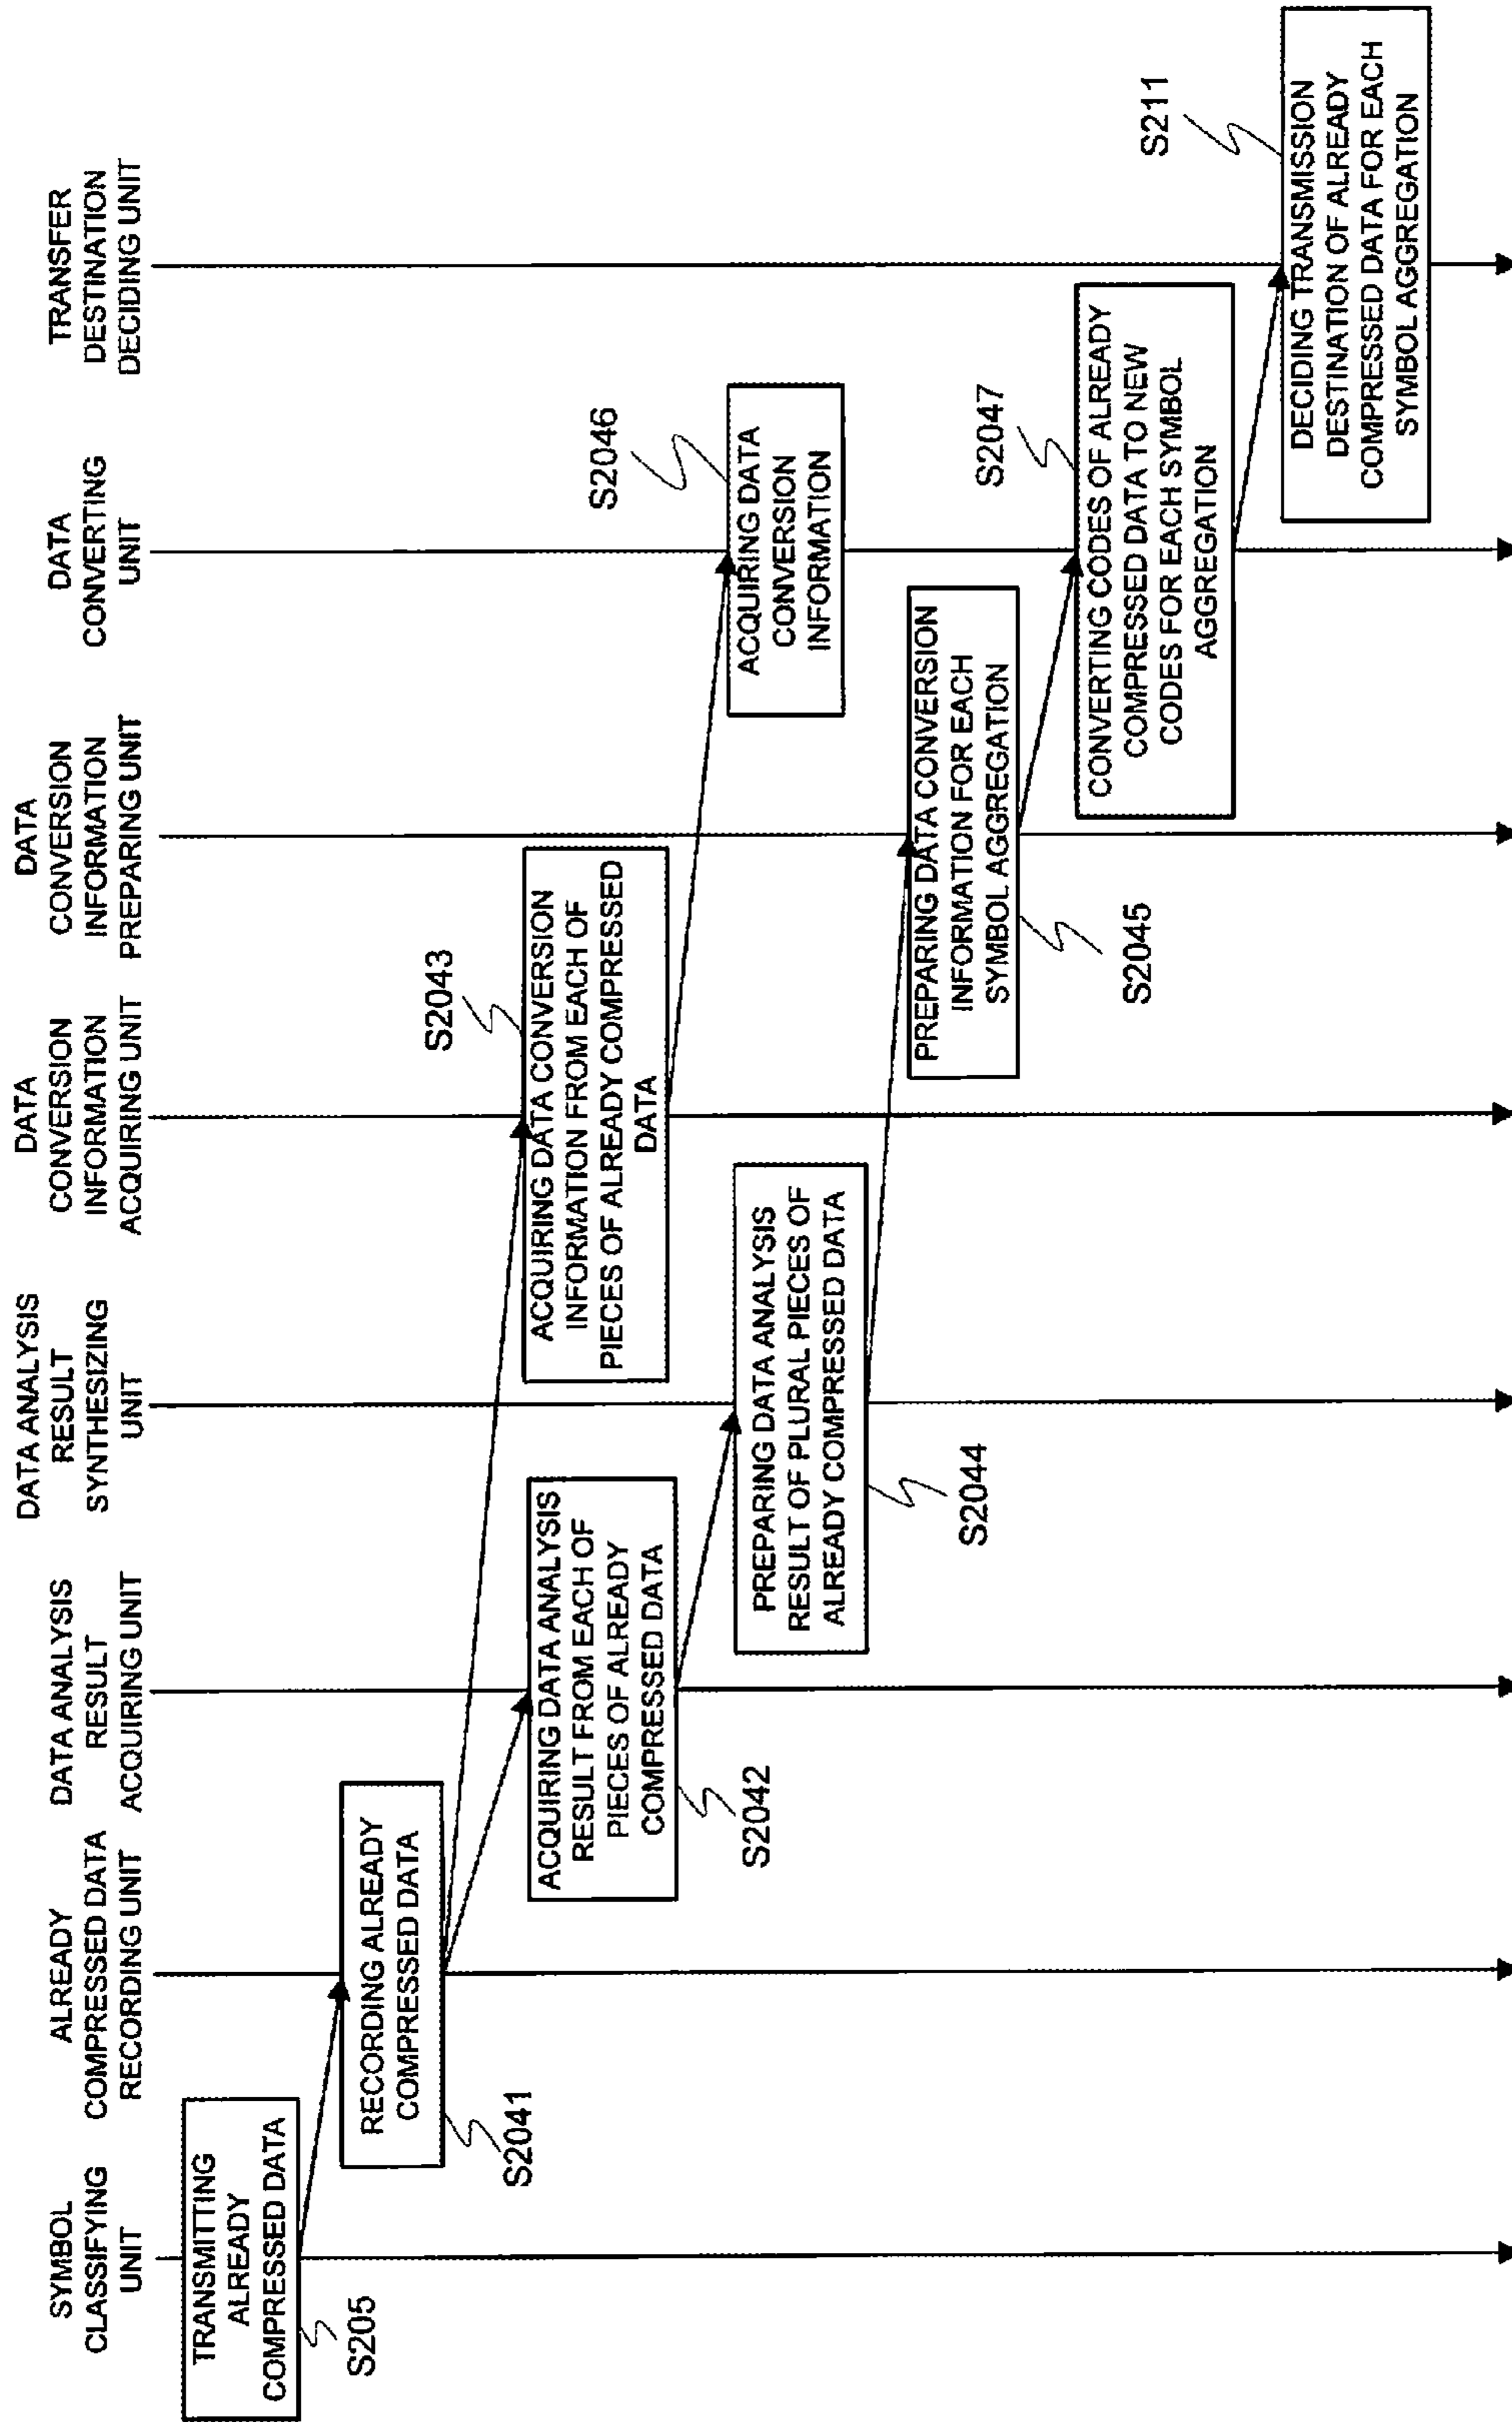 SYMBOL
CLASSIFYING
UNIT
ALREADY
COMPRESSED DATA
RECORDING UNIT
DATA ANALYSIS
RESULT
ACQUIRING UNIT
DATA ANALYSIS
RESULT
SYNTHESIZING
UNIT
DATA
CONVERSION
INFORMATION
ACQUIRING UNIT
DATA
CONVERSION
INFORMATION
PREPARING UNIT
DATA
CONVERTING
UNIT
TRANSFER
DESTINATION
DECIDING UNIT
TRANSMITTING
ALREADY
COMPRESSED DATA
S205
RECORDING ALREADY
COMPRESSED DATA
S2041
ACQUIRING DATA ANALYSIS
RESULT FROM EACH OF
PIECES OF ALREADY
COMPRESSED DATA
S2042
ACQUIRING DATA CONVERSION
INFORMATION FROM EACH OF
PIECES OF ALREADY COMPRESSED
DATA
S2043
PREPARING DATA ANALYSIS
RESULT OF PLURAL PIECES OF
ALREADY COMPRESSED DATA
S2044
ACQUIRING DATA
CONVERSION
INFORMATION
S2046
PREPARING DATA CONVERSION
INFORMATION FOR EACH
SYMBOL AGGREGATION
S2045
CONVERTING CODES OF ALREADY
COMPRESSED DATA TO NEW
CODES FOR EACH SYMBOL
AGGREGATION
S2047
DECIDING TRANSMISSION
DESTINATION OF ALREADY
COMPRESSED DATA FOR EACH
SYMBOL AGGREGATION
S211